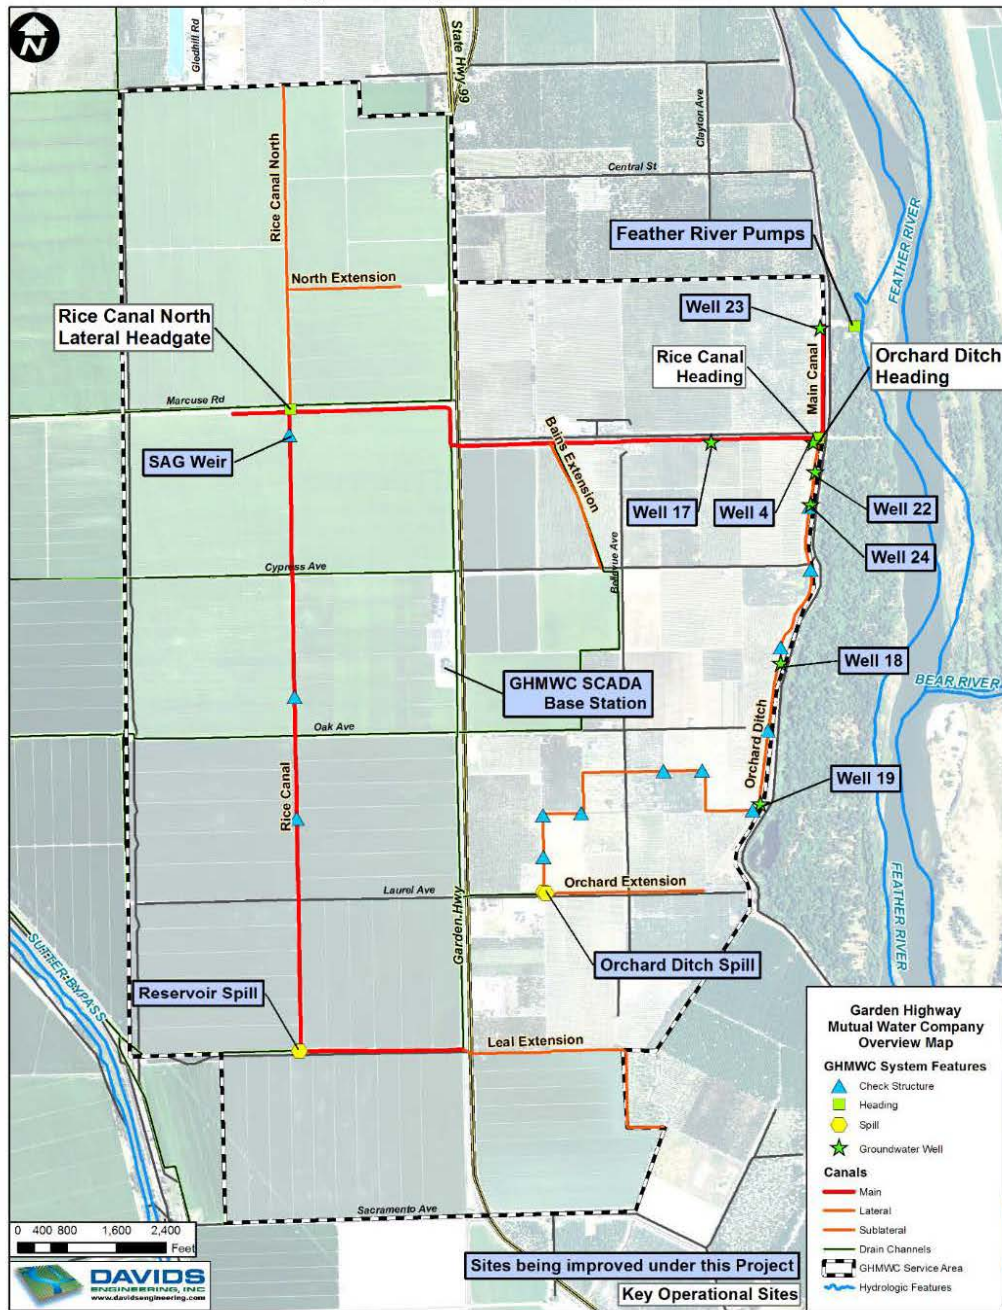 N
Gledhill Rd
State Hwy 99
Clayton Ave
Central St
Rice Canal North
FEATHER RIVER
FEATHER RIVER
Feather River Pumps
North Extension
Well 23
Rice Canal North
Lateral Headgate
Main Canal
Rice Canal
Heading
Orchard Ditch
Heading
Marcuse Rd
SAG Weir
Bains Extension
Well 17
Well 4
Well 22
Well 24
Cypress Ave
Bellevue Ave
Well 18
GHMWC SCADA
Base Station
BEAR RIVER
Oak Ave
Orchard Ditch
Rice Canal
Well 19
Laurel Ave
Orchard Extension
Garden Hwy
FEATHER RIVER
SUTTER BYPASS
Orchard Ditch Spill
Reservoir Spill
Leal Extension
Sacramento Ave
Garden Highway
Mutual Water Company
Overview Map
GHMWC System Features
Check Structure
Heading
Spill
Groundwater Well
Canals
Main
Lateral
Sublateral
Drain Channels
GHMWC Service Area
Hydrologic Features
0 400 800 1,600 2,400
Feet
DAVIDS
ENGINEERING, INC
www.davidsengineering.com
Sites being improved under this Project
Key Operational Sites